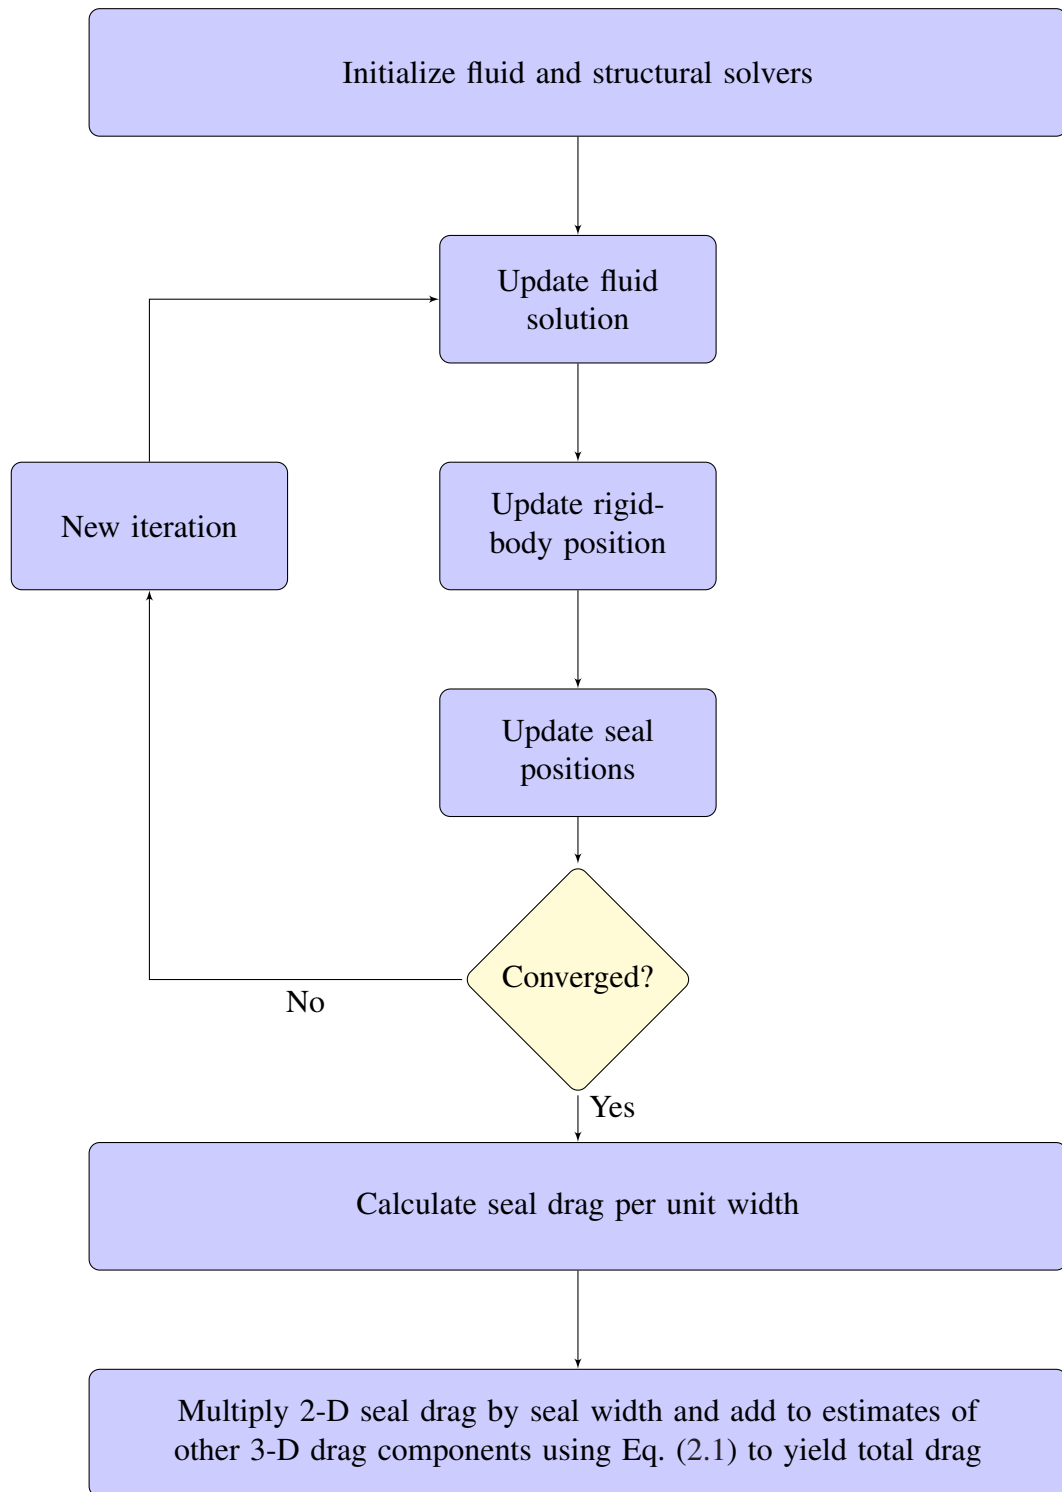 Initialize fluid and structural solvers
Update fluid
solution
New iteration
Update rigid-
body position
Update seal
positions
Converged?
No
Yes
Calculate seal drag per unit width
Multiply 2-D seal drag by seal width and add to estimates of
other 3-D drag components using Eq. (2.1) to yield total drag